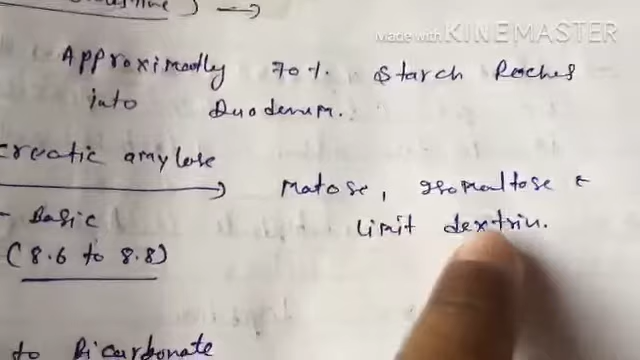 Made with KINEMASTER
Approximatly 70% Starch Reaches
into Duodenum.
creatic amylase
Matose, Isomaltose &
- Basic
Limit dextrin.
(8.6 to 8.8)
to Bicarbonate